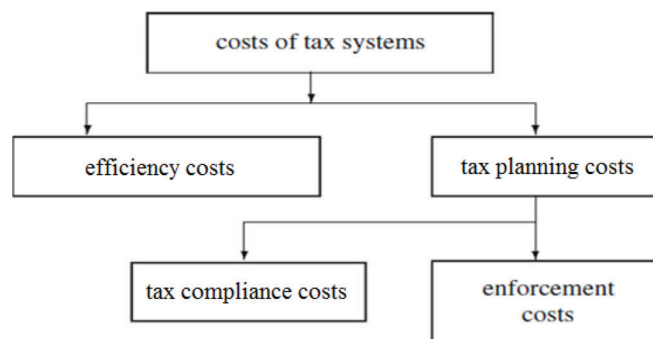 costs of tax systems
efficiency costs
tax planning costs
tax compliance costs
enforcement
costs